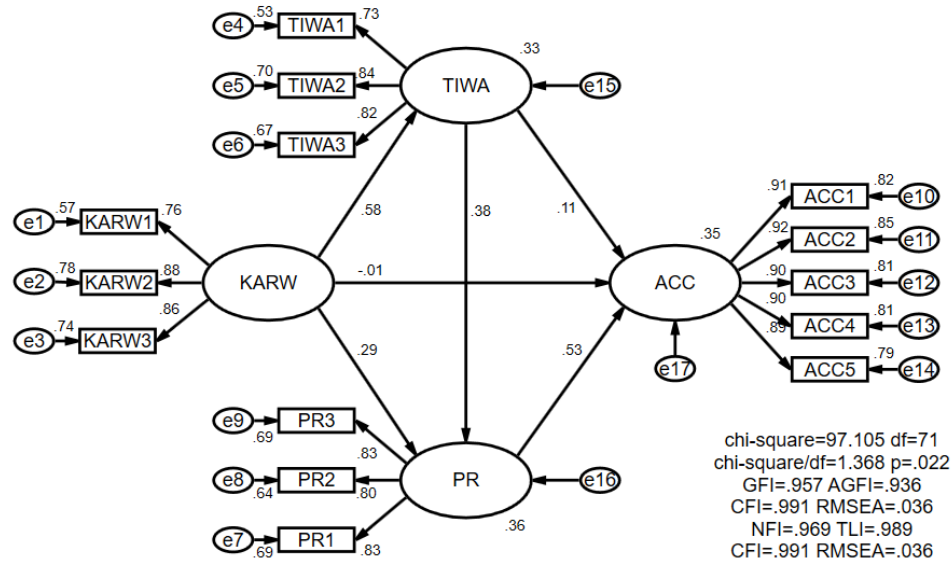 e4 .53 TIWA1 .73
.33
e5 .70 TIWA2 .84 TIWA e15
e6 .67 TIWA3 .82
e1 .57 KARW1 .76
.58 .38 .11
.91 ACC1 .82 e10
.92 ACC2 .85 e11
.35
e2 .78 KARW2 .88 KARW -.01 ACC .90 ACC3 .81 e12
e3 .74 KARW3 .86
.90 ACC4 .81 e13
.89 ACC5 .79 e14
e17
.29 .53
e9 .69 PR3 .83
e8 .64 PR2 .80 PR e16
.36
e7 .69 PR1 .83
chi-square=97.105 df=71
chi-square/df=1.368 p=.022
GFI=.957 AGFI=.936
CFI=.991 RMSEA=.036
NFI=.969 TLI=.989
CFI=.991 RMSEA=.036